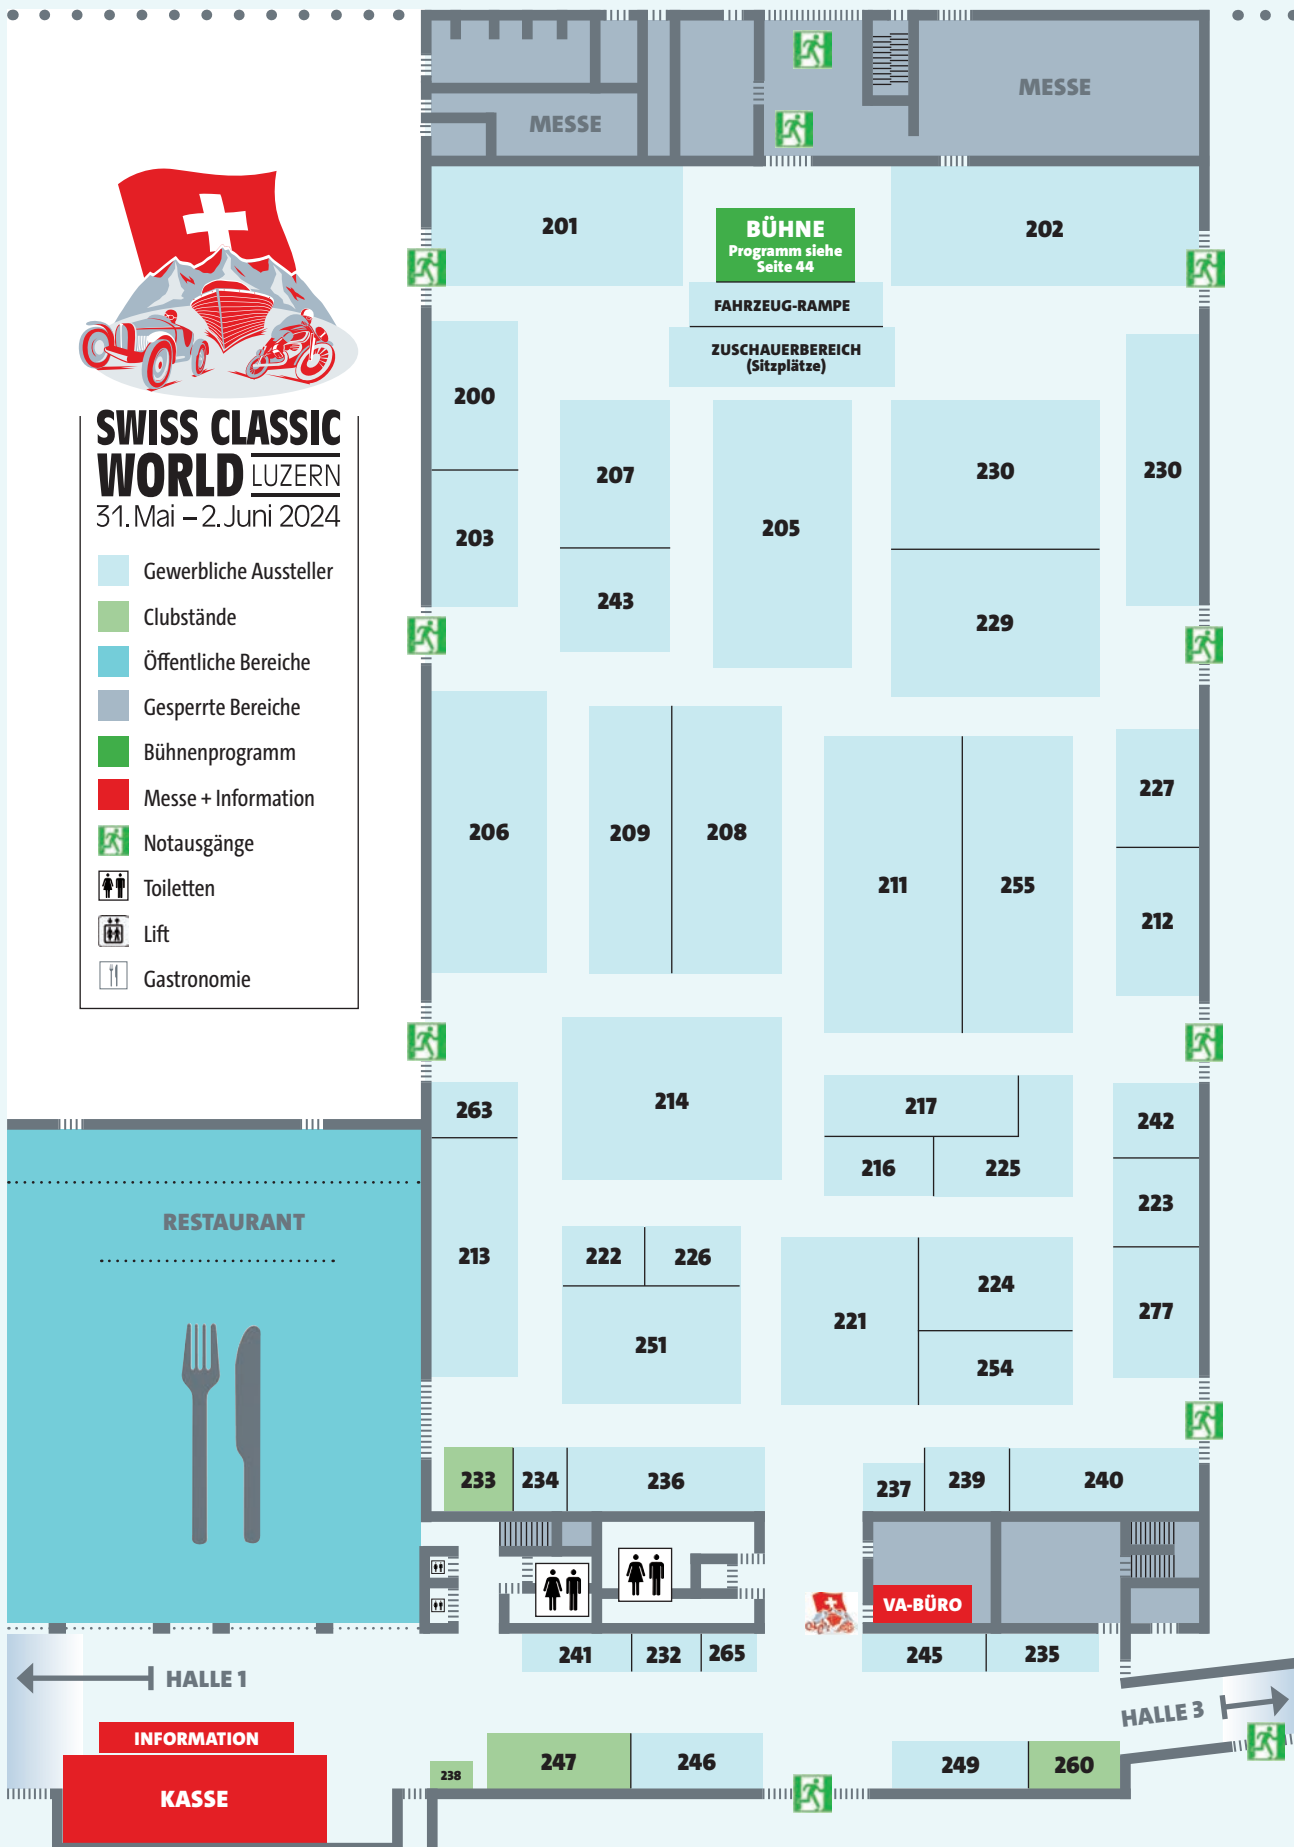 MESSE
MESSE
201
BÜHNE
Programm siehe
Seite 44
202
FAHRZEUG-RAMPE
ZUSCHAUERBEREICH
(Sitzplätze)
SWISS CLASSIC
WORLD LUZERN
31. Mai – 2. Juni 2024
Gewerbliche Aussteller
Clubstände
Öffentliche Bereiche
Gesperrte Bereiche
Bühnenprogramm
Messe + Information
Notausgänge
Toiletten
Lift
Gastronomie
200
207
230
230
205
203
243
229
227
206
209
208
211
255
212
263
214
217
242
216
225
223
RESTAURANT
213
222
226
224
277
221
251
254
233
234
236
237
239
240
VA-BÜRO
241
232
265
245
235
HALLE 1
HALLE 3
INFORMATION
KASSE
238
247
246
249
260